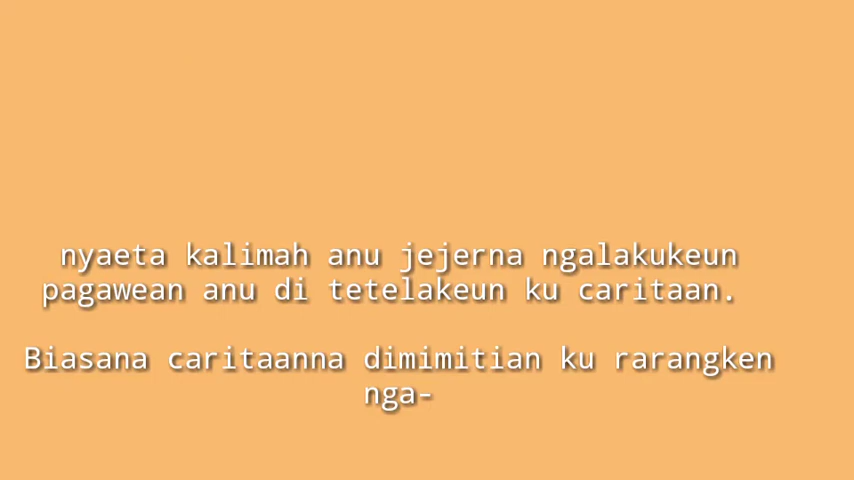 nyaeta kalimah anu jejerna ngalakukeun
pagawean anu di tetelakeun ku caritaan.
Biasana caritaanna dimimitian ku rarangken
nga-